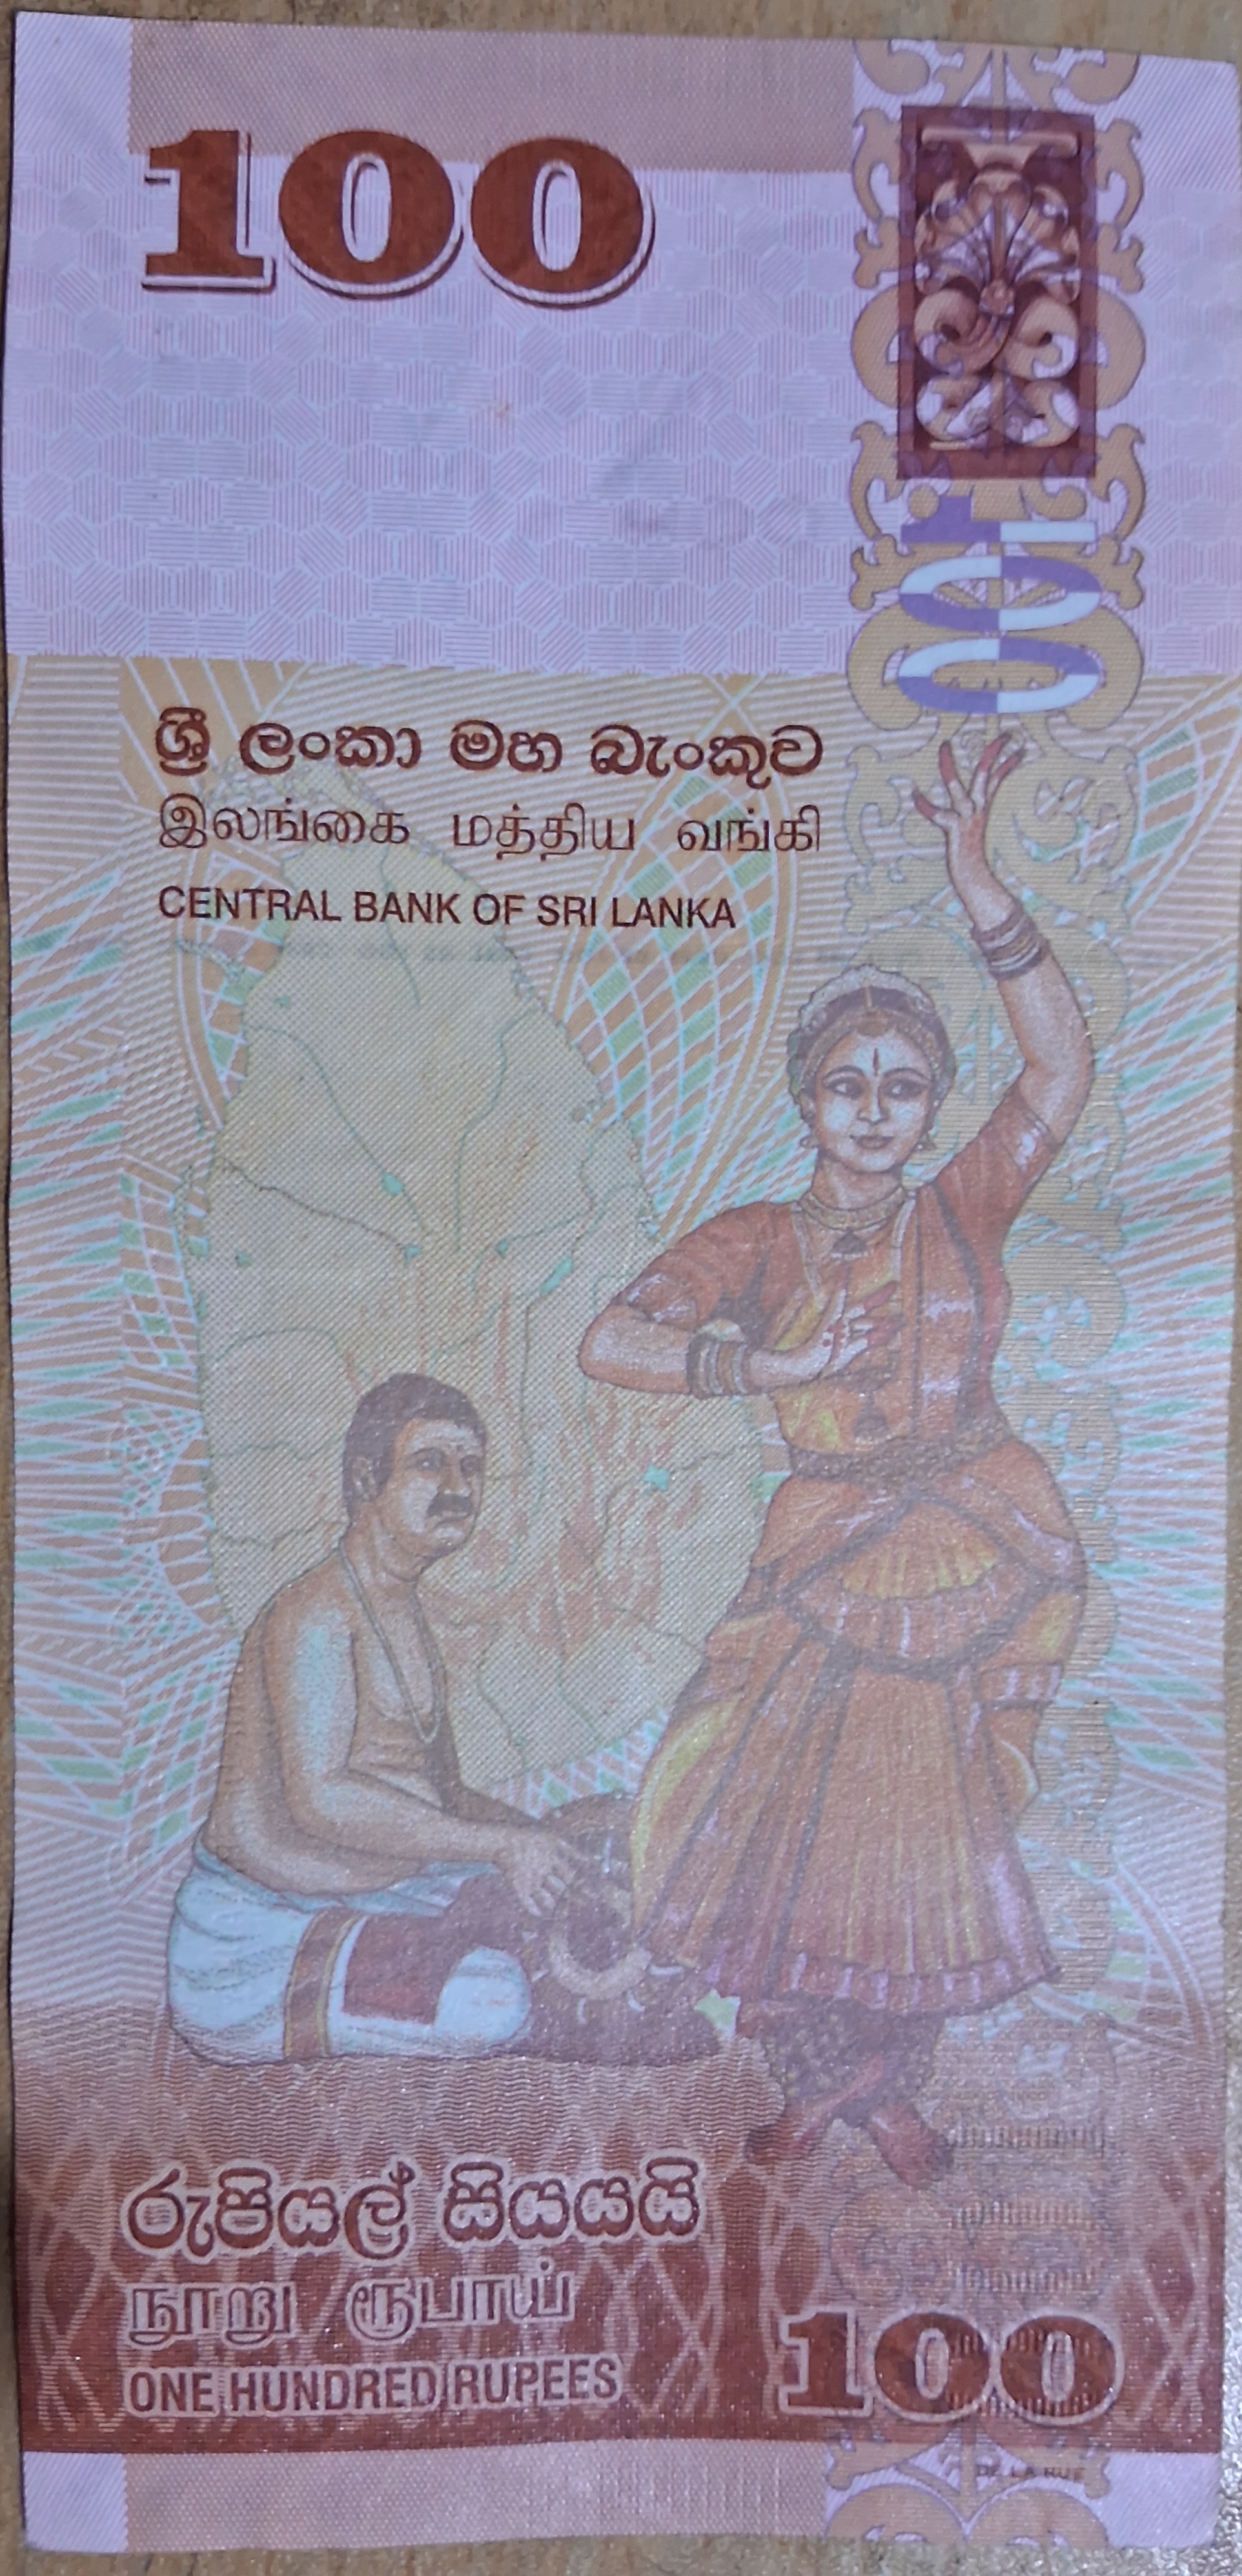 100
100
ශ්‍රී ලංකා මහ බැංකුව
இலங்கை மத்திய வங்கி
CENTRAL BANK OF SRI LANKA
රුපියල් සියයයි
நூறு ரூபாய்
ONE HUNDRED RUPEES
100
DE LA RUE